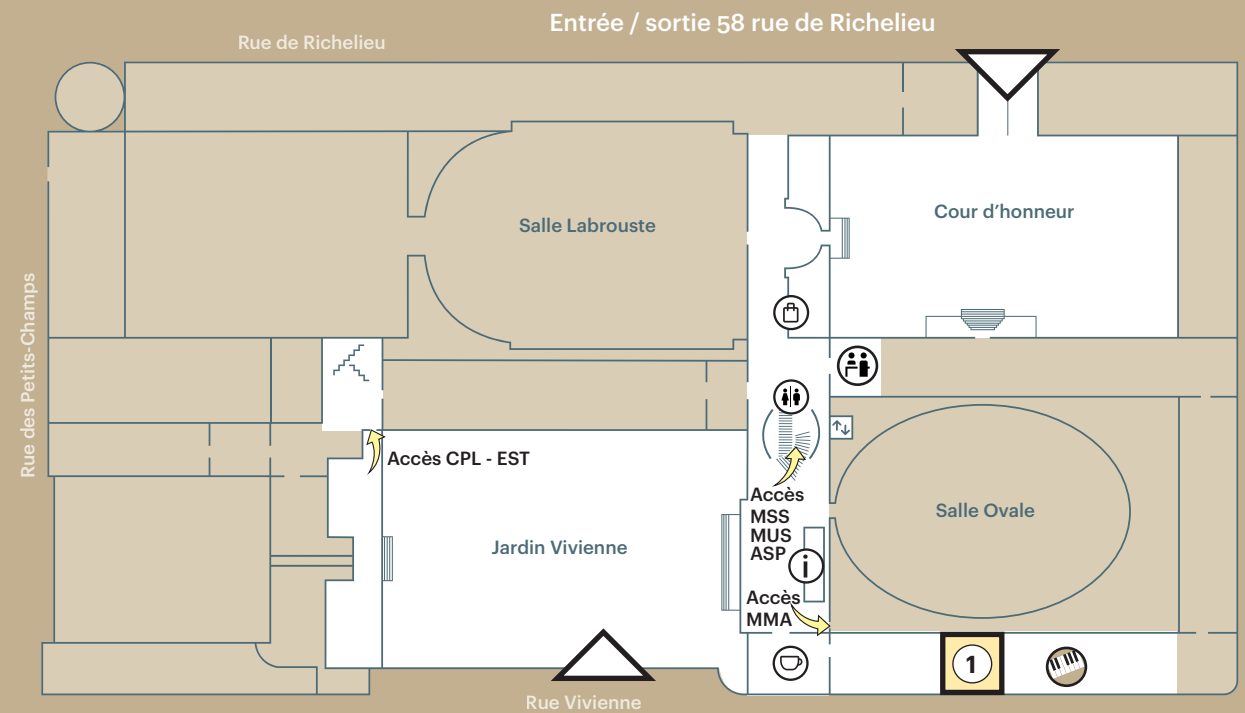 Entrée / sortie 58 rue de Richelieu
Rue de Richelieu
Salle Labrouste
Cour d’honneur
Rue des Petits-Champs
Accès CPL - EST
Accès
MSS
MUS
ASP
Salle Ovale
Jardin Vivienne
i
Accès
MMA
1
Rue Vivienne